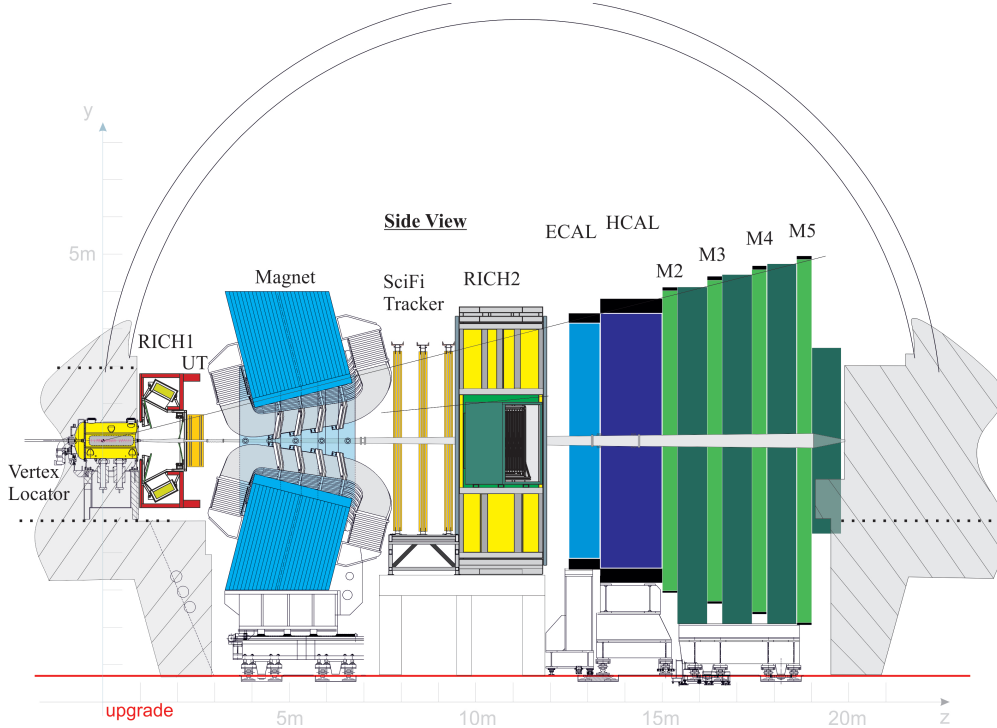 y
5m
Side View
ECAL
HCAL
M2
M3
M4
M5
Magnet
SciFi
Tracker
RICH2
RICH1
UT
Vertex
Locator
upgrade
5m
10m
15m
20m
z